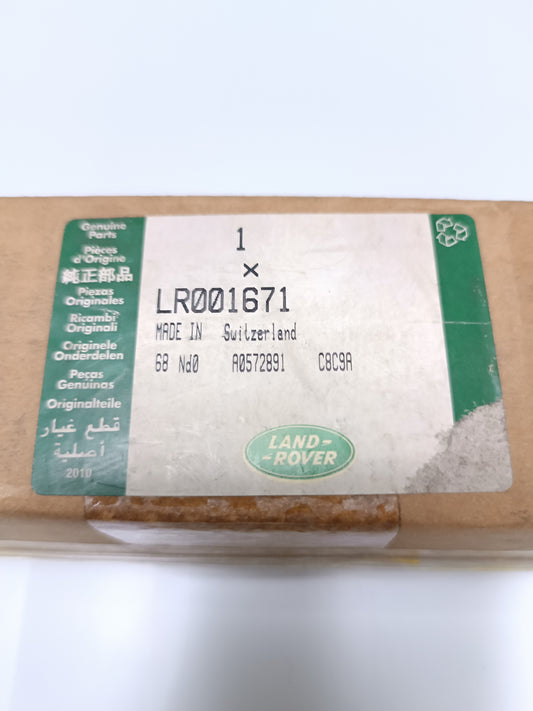 Genuine
Parts
Pièces
d'Origine
純正部品
Piezas
Originales
Ricambi
Originali
Originele
Onderdelen
Peças
Genuinas
Originalteile
قطع غيار
أصلية
2010
1
×
LR001671
MADE IN Switzerland
68 Nd0 A0572891 C8C9A
LAND-
-ROVER